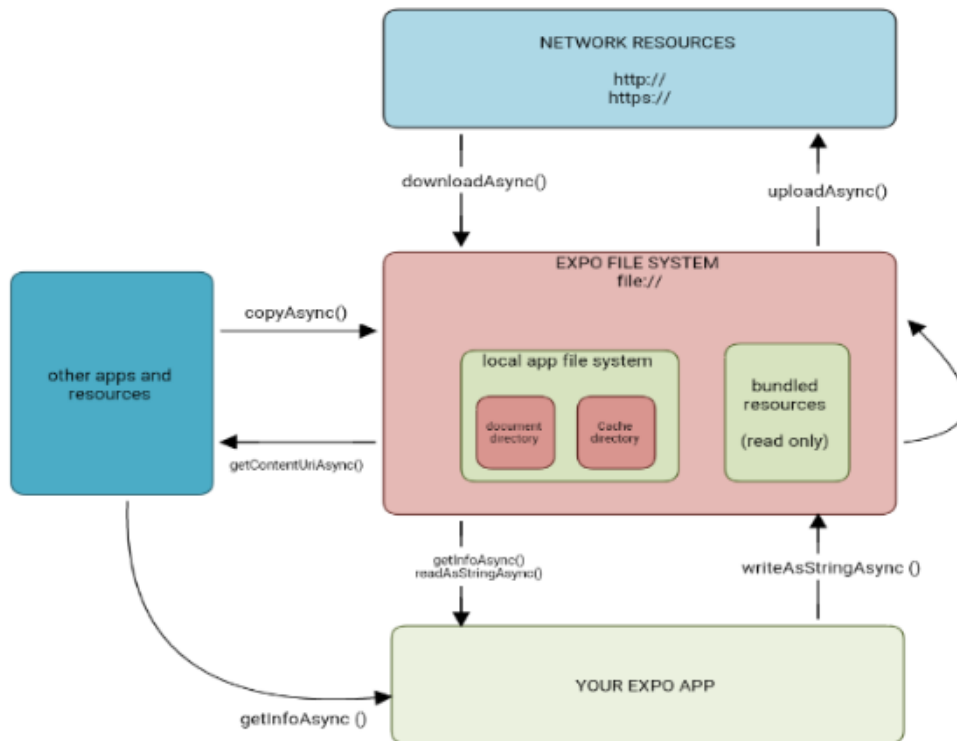 NETWORK RESOURCES
http://
https://
downloadAsync()
uploadAsync()
EXPO FILE SYSTEM
file://
copyAsync()
local app file system
document
directory
Cache
directory
bundled
resources
(read only)
other apps and
resources
getContentUriAsync()
getInfoAsync()
readAsStringAsync()
writeAsStringAsync ()
YOUR EXPO APP
getInfoAsync ()